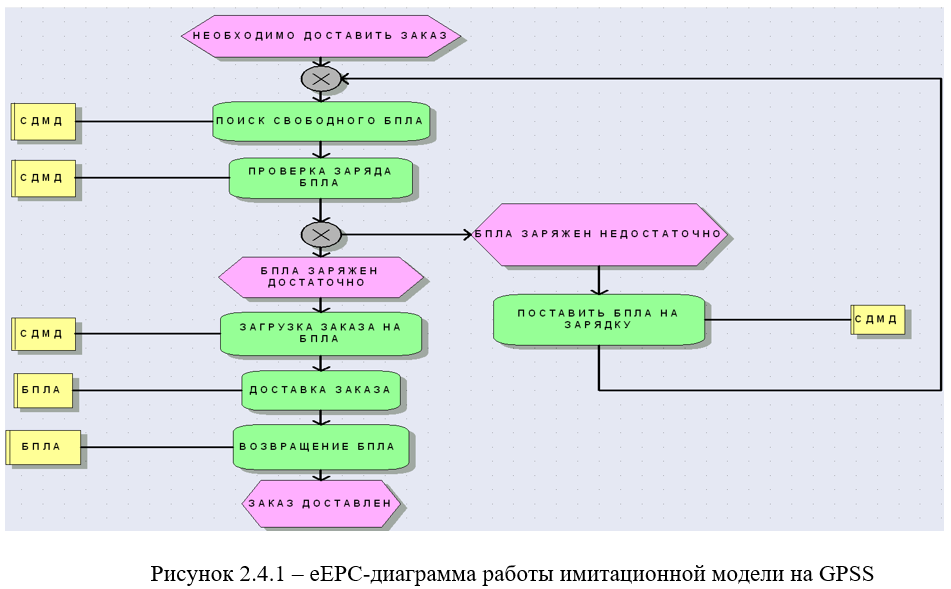 НЕОБХОДИМО ДОСТАВИТЬ ЗАКАЗ
СДМД
ПОИСК СВОБОДНОГО БПЛА
СДМД
ПРОВЕРКА ЗАРЯДА
БПЛА
БПЛА ЗАРЯЖЕН НЕДОСТАТОЧНО
БПЛА ЗАРЯЖЕН
ДОСТАТОЧНО
ПОСТАВИТЬ БПЛА НА
ЗАРЯДКУ
СДМД
СДМД
ЗАГРУЗКА ЗАКАЗА НА
БПЛА
БПЛА
ДОСТАВКА ЗАКАЗА
БПЛА
ВОЗВРАЩЕНИЕ БПЛА
ЗАКАЗ ДОСТАВЛЕН
Рисунок 2.4.1 – eEPC-диаграмма работы имитационной модели на GPSS